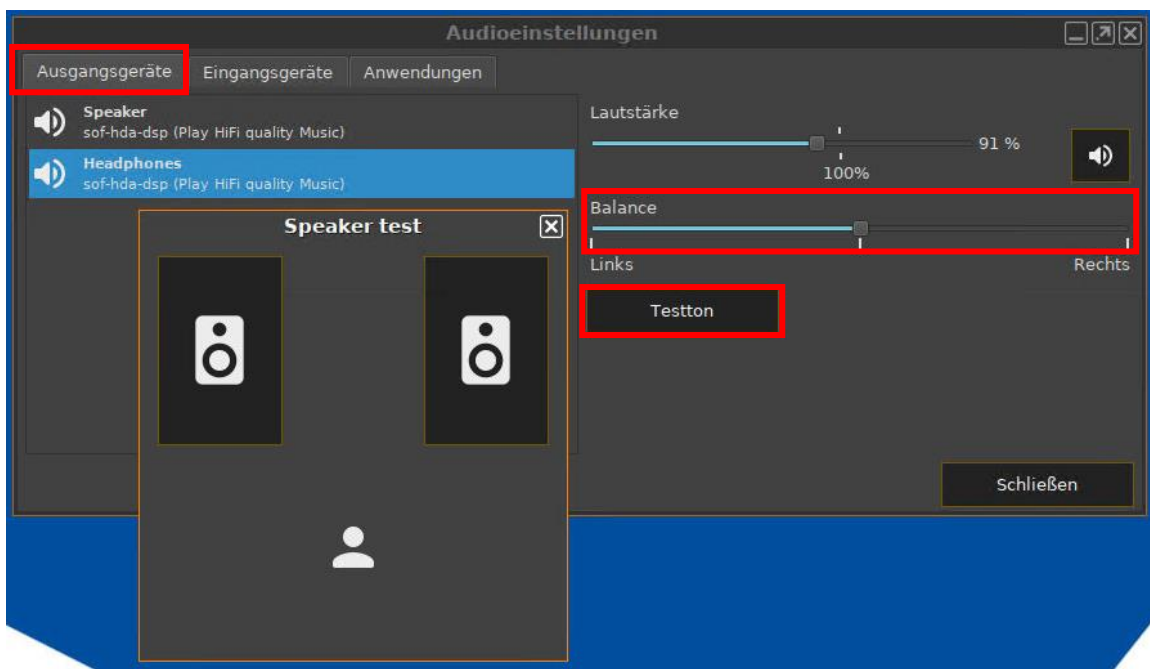 Audioeinstellungen
Ausgangsgeräte Eingangsgeräte Anwendungen
Speaker
sof-hda-dsp (Play HiFi quality Music)
Headphones
sof-hda-dsp (Play HiFi quality Music)
Lautstärke
91 %
100%
Balance
Links Rechts
Testton
Schließen
Speaker test